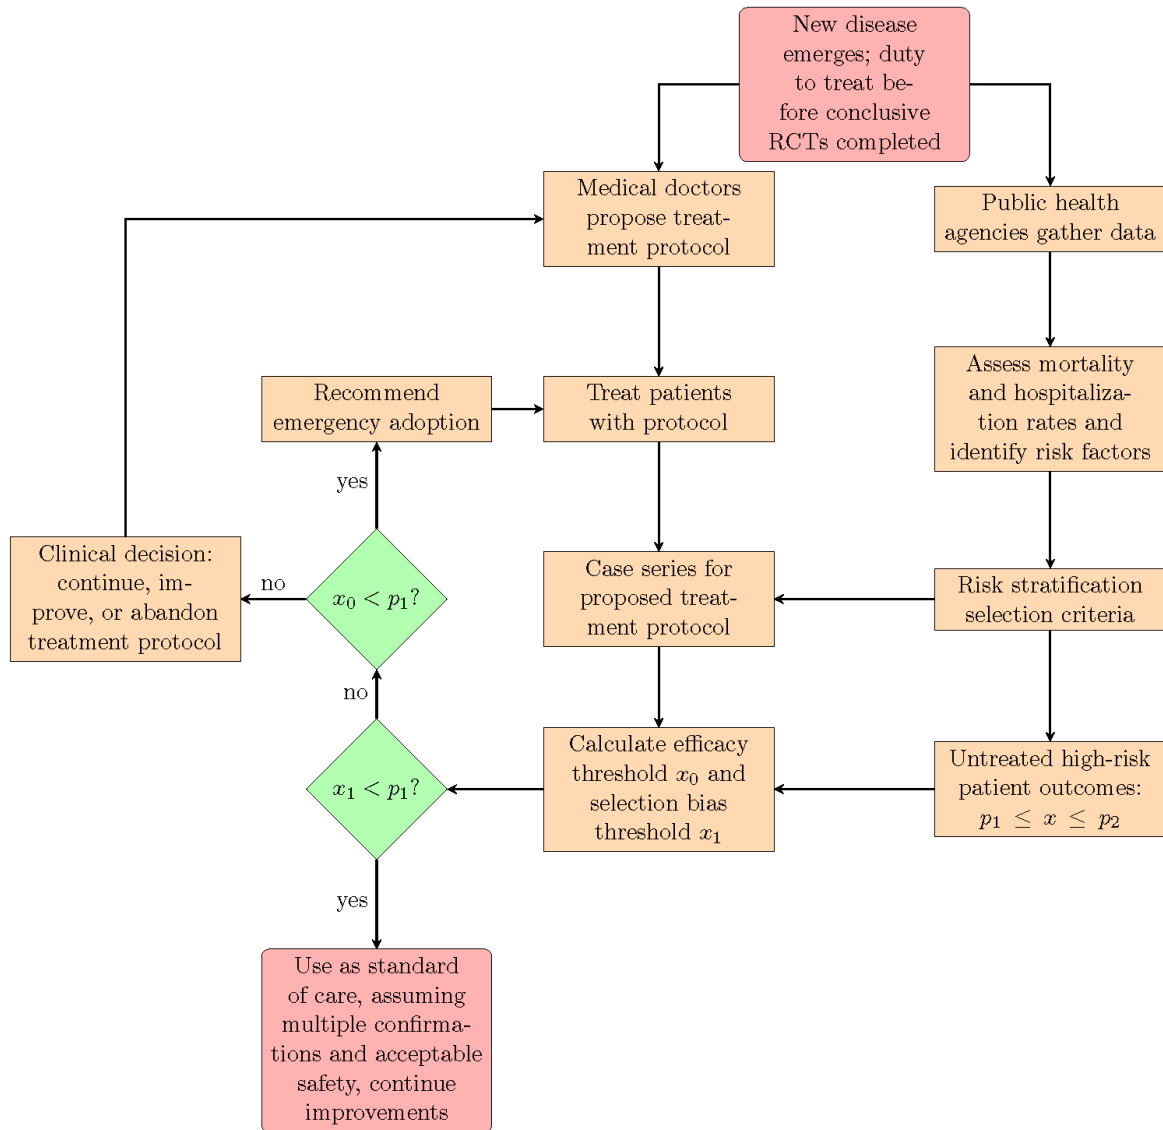 New disease
emerges; duty
to treat be-
fore conclusive
RCTs completed
Medical doctors
propose treat-
ment protocol
Public health
agencies gather data
Recommend
emergency adoption
Treat patients
with protocol
Assess mortality
and hospitaliza-
tion rates and
identify risk factors
yes
Clinical decision:
continue, im-
prove, or abandon
treatment protocol
no
x₀ < p₁?
Case series for
proposed treat-
ment protocol
Risk stratification
selection criteria
no
x₁ < p₁?
Calculate efficacy
threshold x₀ and
selection bias
threshold x₁
Untreated high-risk
patient outcomes:
p₁ ≤ x ≤ p₂
yes
Use as standard
of care, assuming
multiple confirma-
tions and acceptable
safety, continue
improvements